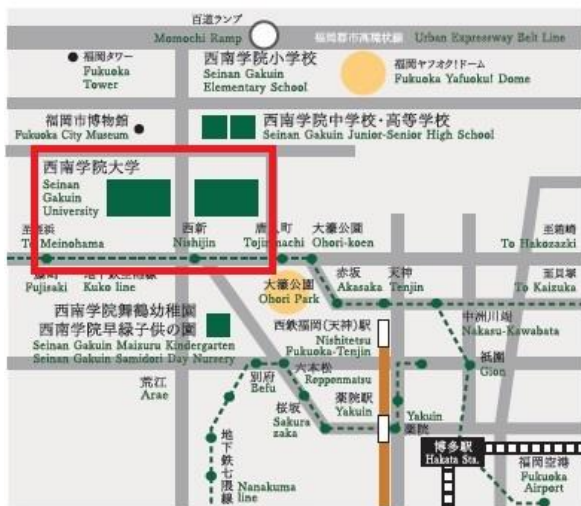 百道ランプ
Momochi Ramp
福岡都市高環状線 Urban Expreerway Belt Line
福岡タワー
Fukuoka
Tower
西南学院小学校
Seinan Gakuin
Elementary School
福岡ヤフオク!ドーム
Fukuoka Yafuoku! Dome
福岡市博物館
Fukuoka City Museum
西南学院中学校・高等学校
Seinan Gakuin Junior-Senior High School
西南学院大学
Seinan
Gakuin
University
To Meinohama
西新
Nishijin
唐人町
Tojinmachi
大濠公園
Ohori-koen
To Hakozaki
Fujisaki
Kuko line
大濠公園
Ohori Park
赤坂
Akasaka
天神
Tenjin
至貝塚
To Kaizuka
西南学院舞鶴幼稚園
西南学院早緑子供の園
Seinan Gakuin Maizuru Kindergarten
Seinan Gakuin Samidori Day Nursery
西鉄福岡(天神)駅
Nishitetsu
Fukuoka-Tenjin
中洲川端
Nakasu-Kawabata
祇園
Gion
荒江
Arae
別府
Befu
六本松
Roppenmatsu
桜坂
Sakura
zaka
薬院駅
Yakuin
Yakuin
薬院
博多駅
Hakata Sta.
福岡空港
Fukuoka
Airport
地下鉄七隈線
Nanakuma
line